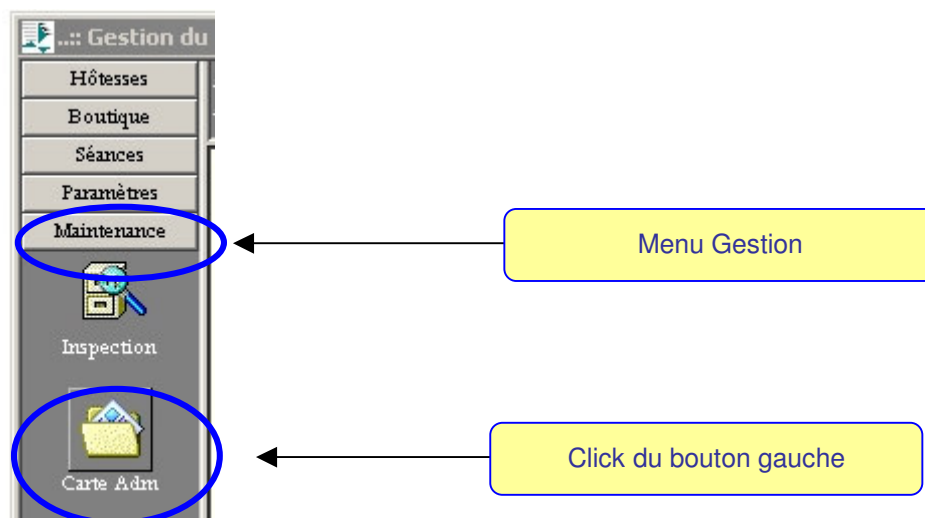 ..:: Gestion du
Hôtesses
Boutique
Séances
Paramètres
Maintenance
Menu Gestion
Inspection
Carte Adm
Click du bouton gauche